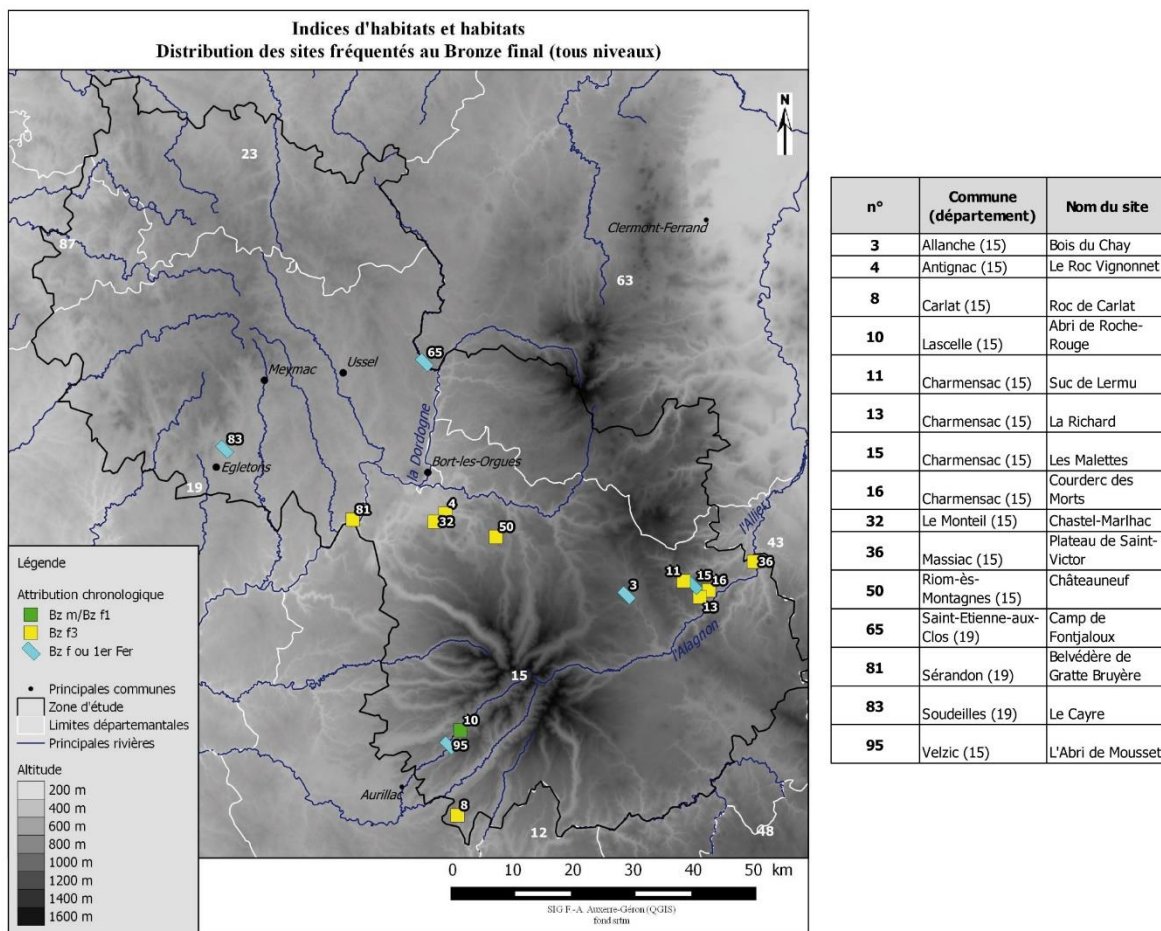 Indices d'habitats et habitats
Distribution des sites fréquentés au Bronze final (tous niveaux)
N
23
Clermont-Ferrand
87
63
65
Ussel
Meymac
la Dordogne
83
Egletons
Bort-les-Orgues
19
81
4
32
50
l'Allier
43
36
11
15
16
3
13
l'Alagnon
15
10
95
Aurillac
8
12
48
Légende
Attribution chronologique
Bz m/Bz f1
Bz f3
Bz f ou 1er Fer
Principales communes
Zone d'étude
Limites départemantales
Principales rivières
Altitude
200 m
400 m
600 m
800 m
1000 m
1200 m
1400 m
1600 m
0 10 20 30 40 50 km
SIG F.-A. Auxerre-Géron (QGIS)
fond srtm
n° Commune (département) Nom du site
3 Allanche (15) Bois du Chay
4 Antignac (15) Le Roc Vignonnet
8 Carlat (15) Roc de Carlat
10 Lascelle (15) Abri de Roche-Rouge
11 Charmensac (15) Suc de Lermu
13 Charmensac (15) La Richard
15 Charmensac (15) Les Malettes
16 Charmensac (15) Courderc des Morts
32 Le Monteil (15) Chastel-Marlhac
36 Massiac (15) Plateau de Saint-Victor
50 Riom-ès-Montagnes (15) Châteauneuf
65 Saint-Etienne-aux-Clos (19) Camp de Fontjaloux
81 Sérandon (19) Belvédère de Gratte Bruyère
83 Soudeilles (19) Le Cayre
95 Velzic (15) L'Abri de Mousset